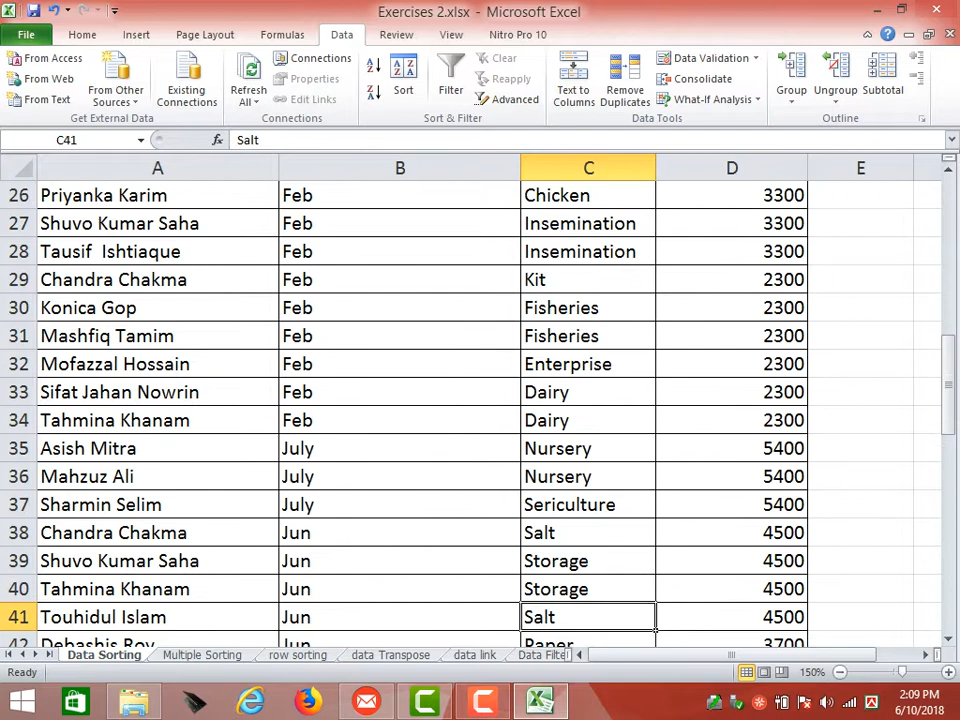 Exercises 2.xlsx - Microsoft Excel
File Home Insert Page Layout Formulas Data Review View Nitro Pro 10
From Access
From Web
From Text
From Other Sources
Existing Connections
Get External Data
Refresh All
Connections
Properties
Edit Links
Connections
Sort
Filter
Clear
Reapply
Advanced
Sort & Filter
Text to Columns
Remove Duplicates
Data Validation
Consolidate
What-If Analysis
Data Tools
Group
Ungroup
Subtotal
Outline
C41 fx Salt
A B C D E
26 Priyanka Karim Feb Chicken 3300
27 Shuvo Kumar Saha Feb Insemination 3300
28 Tausif Ishtiaque Feb Insemination 3300
29 Chandra Chakma Feb Kit 2300
30 Konica Gop Feb Fisheries 2300
31 Mashfiq Tamim Feb Fisheries 2300
32 Mofazzal Hossain Feb Enterprise 2300
33 Sifat Jahan Nowrin Feb Dairy 2300
34 Tahmina Khanam Feb Dairy 2300
35 Asish Mitra July Nursery 5400
36 Mahzuz Ali July Nursery 5400
37 Sharmin Selim July Sericulture 5400
38 Chandra Chakma Jun Salt 4500
39 Shuvo Kumar Saha Jun Storage 4500
40 Tahmina Khanam Jun Storage 4500
41 Touhidul Islam Jun Salt 4500
42 Debashis Roy Jun Paper 3700
Data Sorting Multiple Sorting row sorting data Transpose data link Data Filte
Ready 150%
2:09 PM
6/10/2018